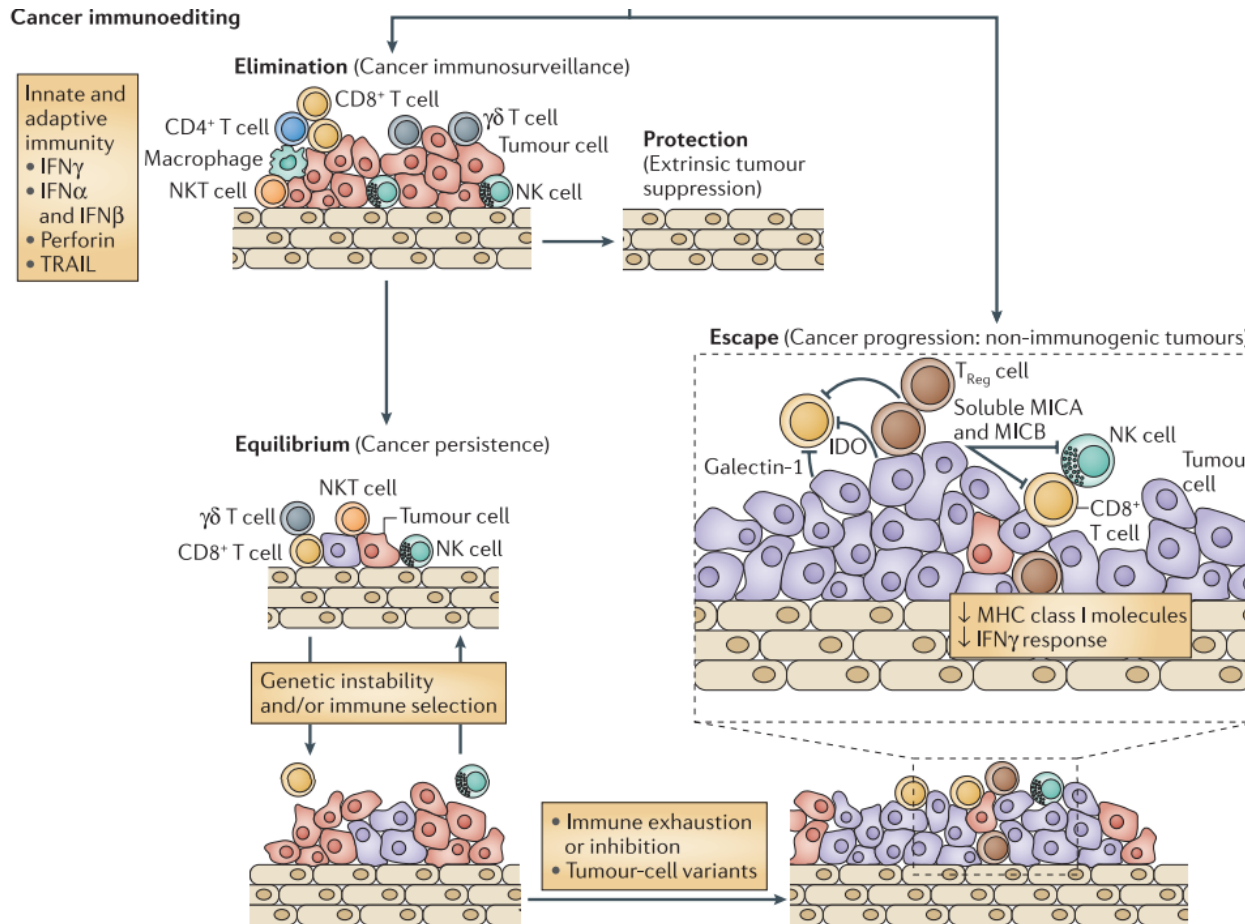 Cancer immunoediting
Elimination (Cancer immunosurveillance)
Innate and
adaptive
immunity
• IFNγ
• IFNα
and IFNβ
• Perforin
• TRAIL
CD8⁺ T cell
CD4⁺ T cell
Macrophage
NKT cell
γδ T cell
Tumour cell
NK cell
Protection
(Extrinsic tumour
suppression)
Equilibrium (Cancer persistence)
NKT cell
γδ T cell
Tumour cell
CD8⁺ T cell
NK cell
Genetic instability
and/or immune selection
• Immune exhaustion
or inhibition
• Tumour-cell variants
Escape (Cancer progression: non-immunogenic tumours)
T Reg cell
Soluble MICA
and MICB
NK cell
IDO
Galectin-1
Tumou
cell
CD8⁺
T cell
↓ MHC class I molecules
↓ IFNγ response